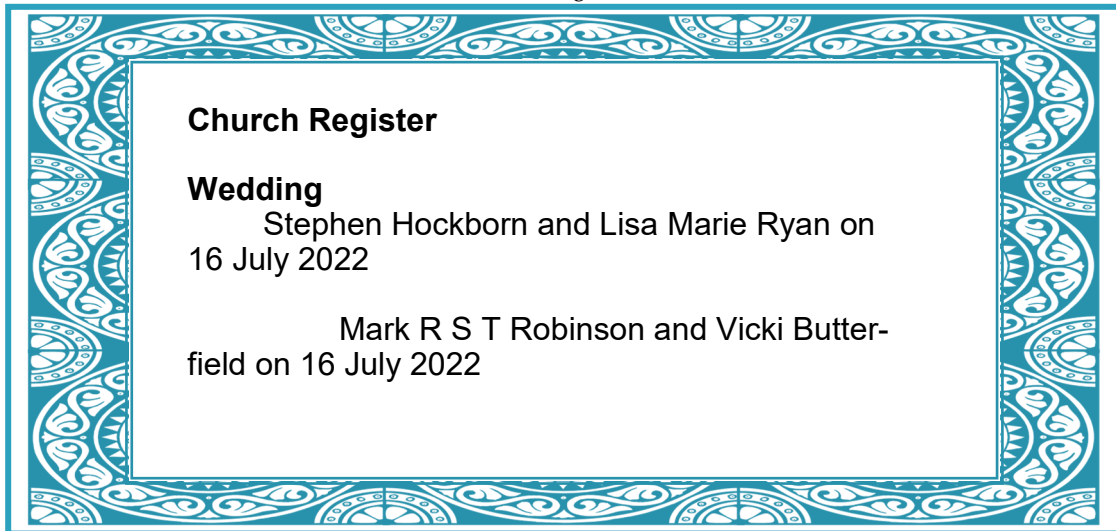 Church Register
Wedding
Stephen Hockborn and Lisa Marie Ryan on
16 July 2022
Mark R S T Robinson and Vicki Butter-
field on 16 July 2022